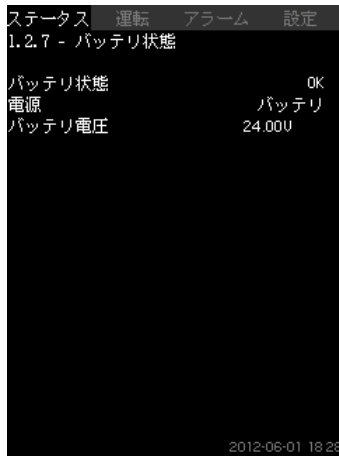 ステータス 運転 アラーム 設定
1.2.7 - バッテリ状態
バッテリ状態 OK
電源 バッテリ
バッテリ電圧 24.00V
2012-06-01 18:28